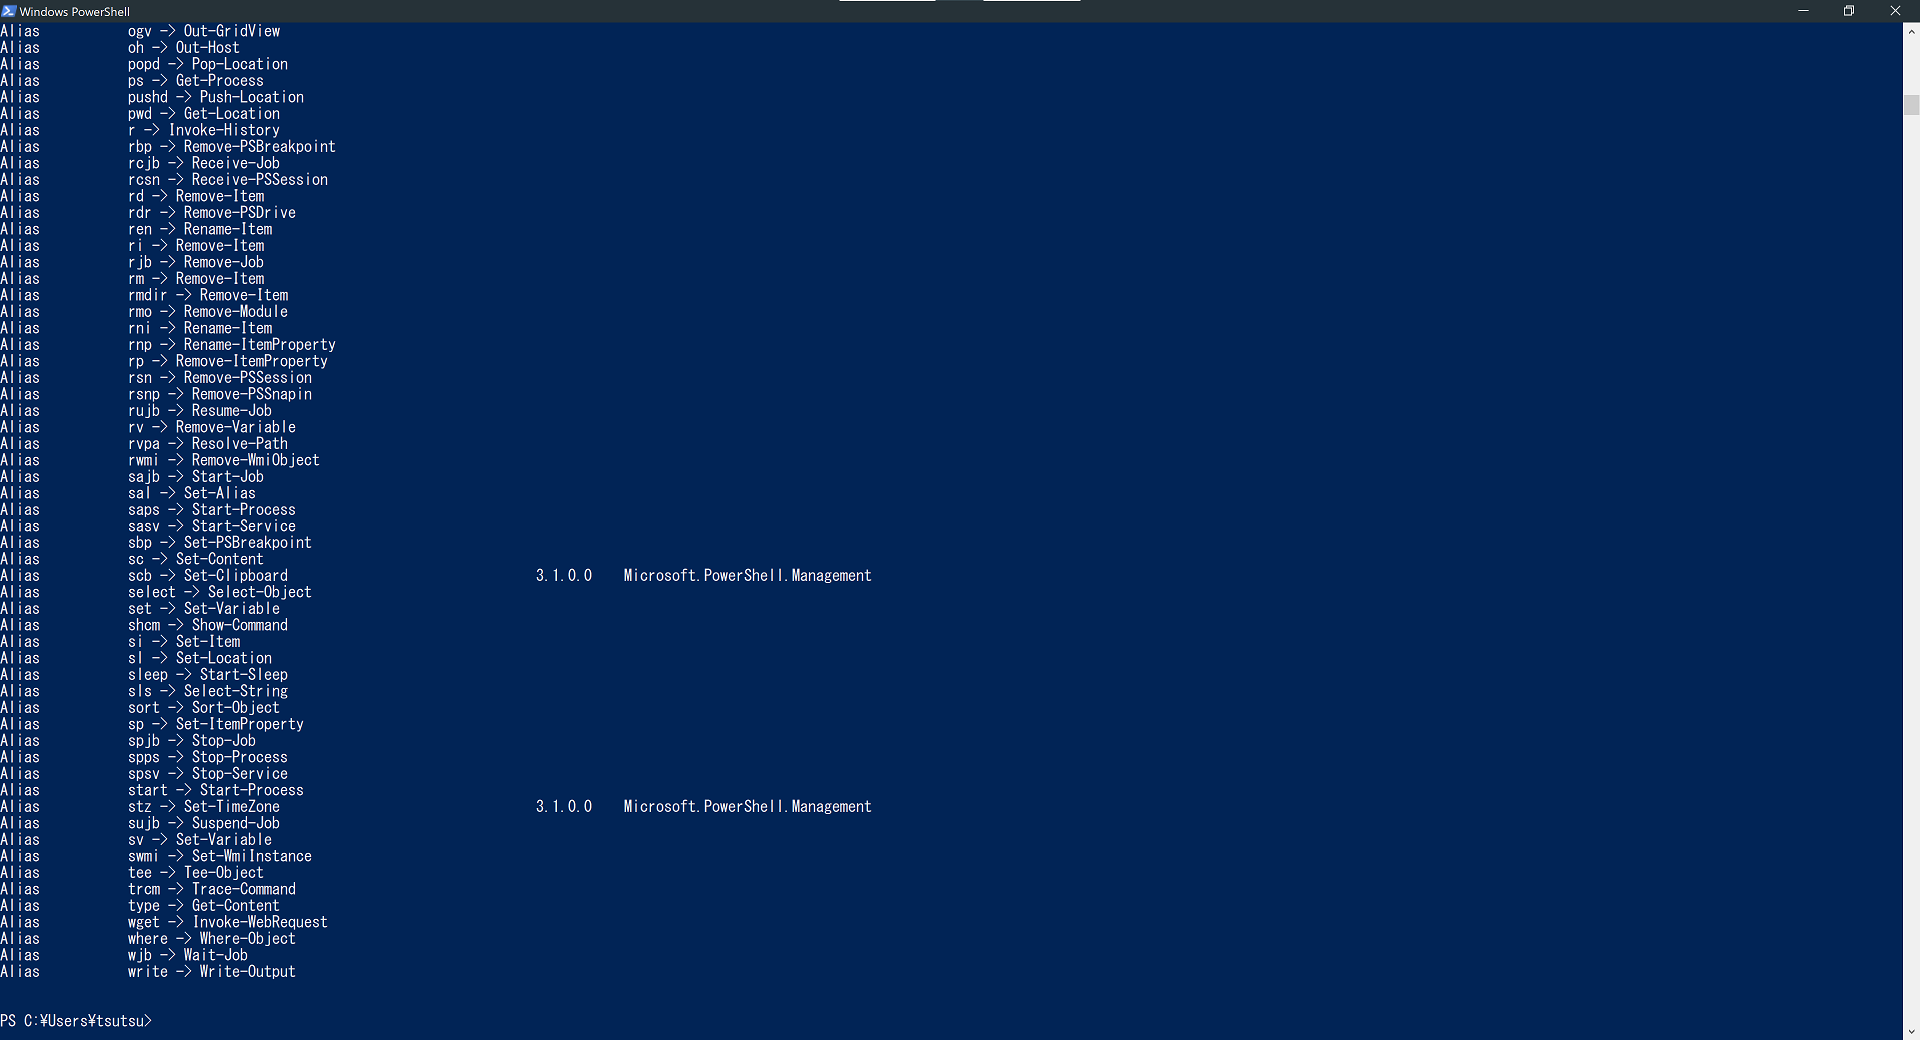 Windows PowerShell
Alias           ogv -> Out-GridView
Alias           oh -> Out-Host
Alias           popd -> Pop-Location
Alias           ps -> Get-Process
Alias           pushd -> Push-Location
Alias           pwd -> Get-Location
Alias           r -> Invoke-History
Alias           rbp -> Remove-PSBreakpoint
Alias           rcjb -> Receive-Job
Alias           rcsn -> Receive-PSSession
Alias           rd -> Remove-Item
Alias           rdr -> Remove-PSDrive
Alias           ren -> Rename-Item
Alias           ri -> Remove-Item
Alias           rjb -> Remove-Job
Alias           rm -> Remove-Item
Alias           rmdir -> Remove-Item
Alias           rmo -> Remove-Module
Alias           rni -> Rename-Item
Alias           rnp -> Rename-ItemProperty
Alias           rp -> Remove-ItemProperty
Alias           rsn -> Remove-PSSession
Alias           rsnp -> Remove-PSSnapin
Alias           rujb -> Resume-Job
Alias           rv -> Remove-Variable
Alias           rvpa -> Resolve-Path
Alias           rwmi -> Remove-WmiObject
Alias           sajb -> Start-Job
Alias           sal -> Set-Alias
Alias           saps -> Start-Process
Alias           sasv -> Start-Service
Alias           sbp -> Set-PSBreakpoint
Alias           sc -> Set-Content
Alias           scb -> Set-Clipboard                               3.1.0.0    Microsoft.PowerShell.Management
Alias           select -> Select-Object
Alias           set -> Set-Variable
Alias           shcm -> Show-Command
Alias           si -> Set-Item
Alias           sl -> Set-Location
Alias           sleep -> Start-Sleep
Alias           sls -> Select-String
Alias           sort -> Sort-Object
Alias           sp -> Set-ItemProperty
Alias           spjb -> Stop-Job
Alias           spps -> Stop-Process
Alias           spsv -> Stop-Service
Alias           start -> Start-Process
Alias           stz -> Set-TimeZone                                3.1.0.0    Microsoft.PowerShell.Management
Alias           sujb -> Suspend-Job
Alias           sv -> Set-Variable
Alias           swmi -> Set-WmiInstance
Alias           tee -> Tee-Object
Alias           trcm -> Trace-Command
Alias           type -> Get-Content
Alias           wget -> Invoke-WebRequest
Alias           where -> Where-Object
Alias           wjb -> Wait-Job
Alias           write -> Write-Output
PS C:¥Users¥tsutsu>